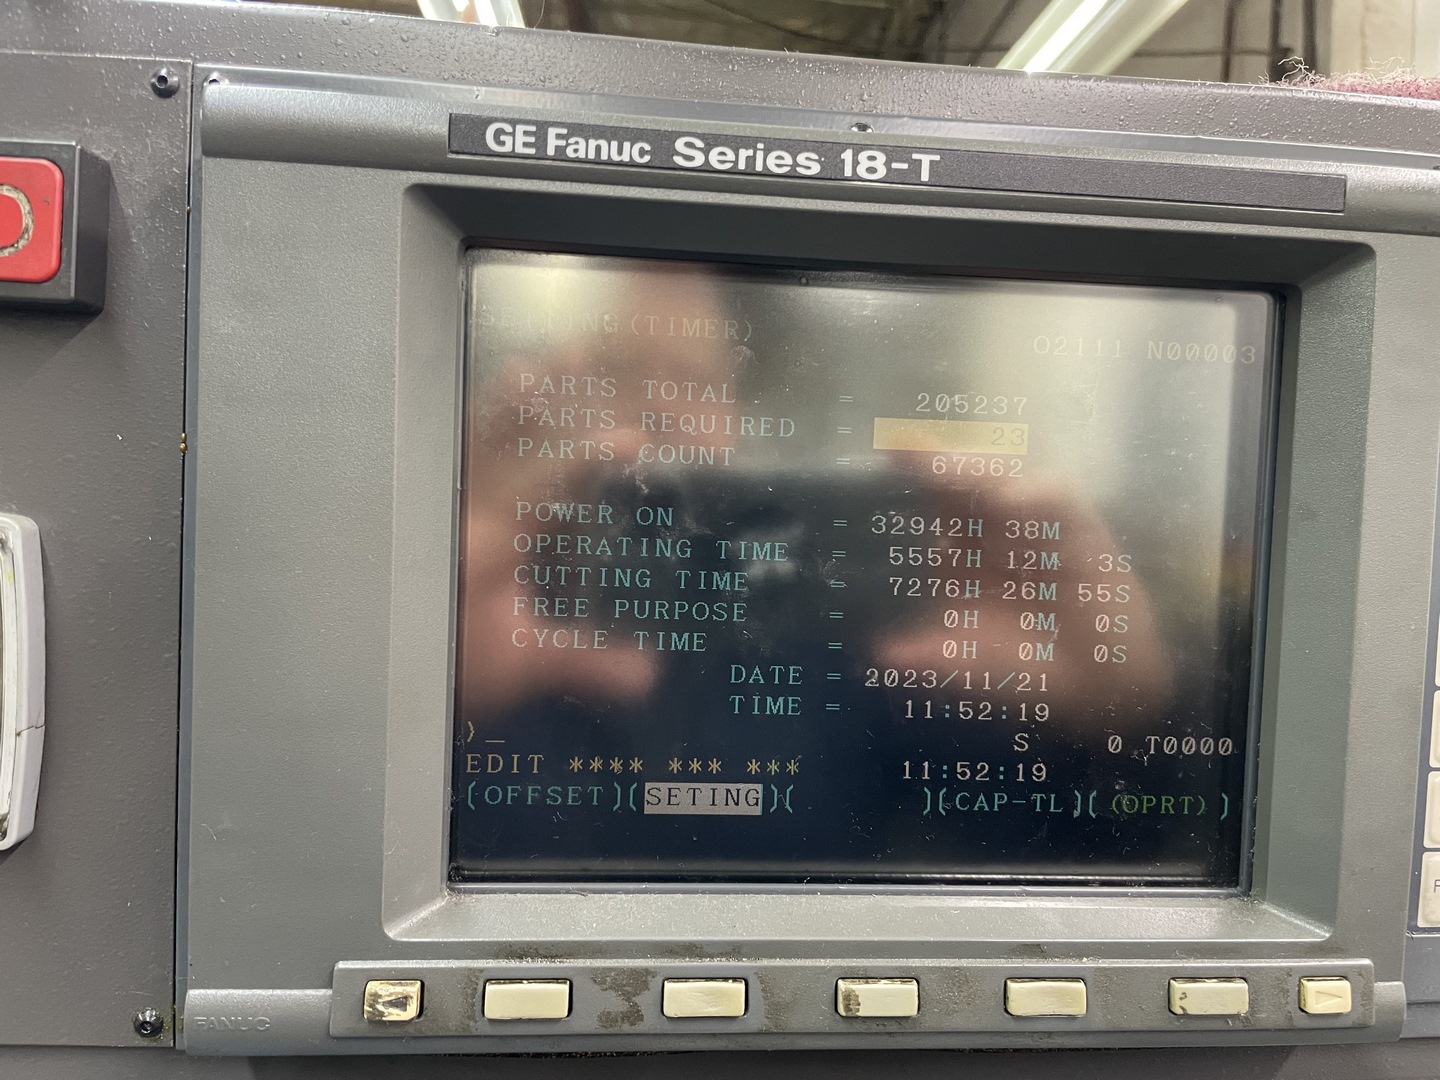 GE Fanuc Series 18-T
SETTING(TIMER)
O2111 N00003
PARTS TOTAL = 205237
PARTS REQUIRED = 23
PARTS COUNT = 67362
POWER ON = 32942H 38M
OPERATING TIME = 5557H 12M 3S
CUTTING TIME = 7276H 26M 55S
FREE PURPOSE = 0H 0M 0S
CYCLE TIME = 0H 0M 0S
DATE = 2023/11/21
TIME = 11:52:19
>_
S 0 T0000
EDIT **** *** *** 11:52:19
(OFFSET)(SETING)( )(CAP-TL)((OPRT))
FANUC